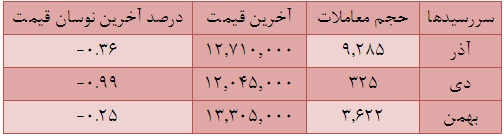 سررسیدها حجم معاملات آخرین قیمت درصد آخرین نوسان قیمت
آذر ۹,۲۸۵ ۱۲,۷۱۰,۰۰۰ -۰.۳۶
دی ۳۲۵ ۱۲,۰۴۵,۰۰۰ -۰.۹۹
بهمن ۳,۶۲۲ ۱۳,۳۰۵,۰۰۰ -۰.۲۵